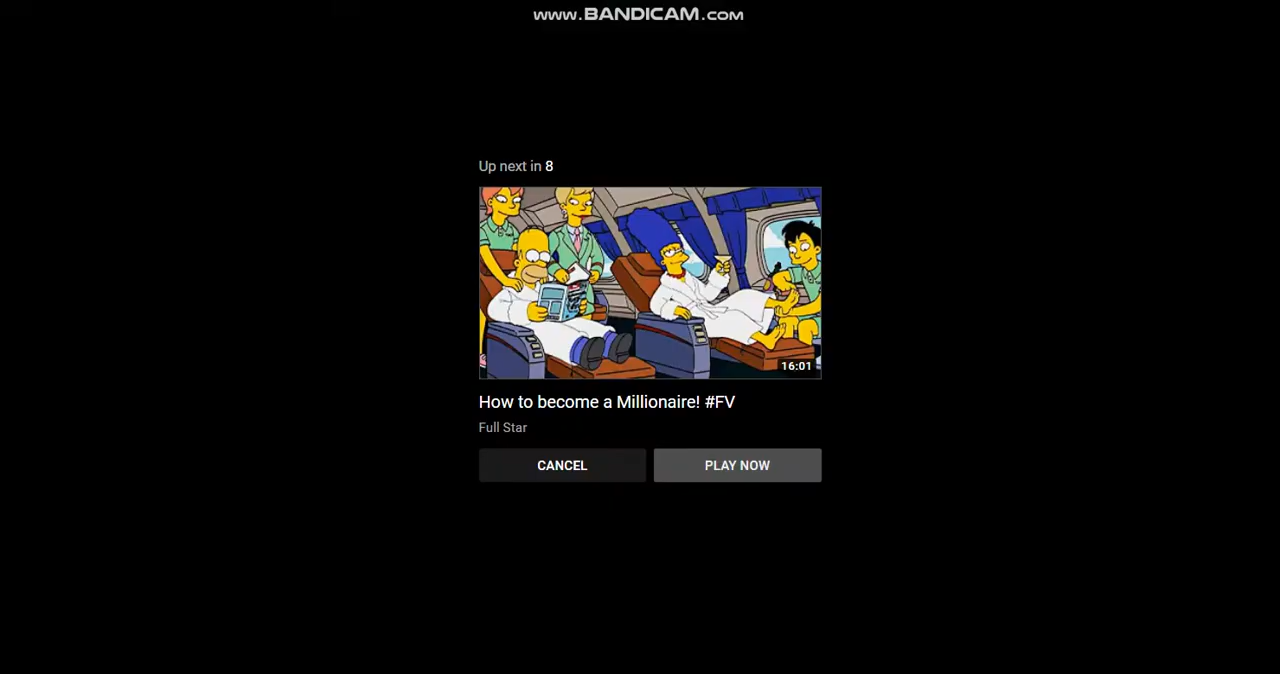 www.BANDICAM.com
Up next in 8
16:01
How to become a Millionaire! #FV
Full Star
CANCEL
PLAY NOW